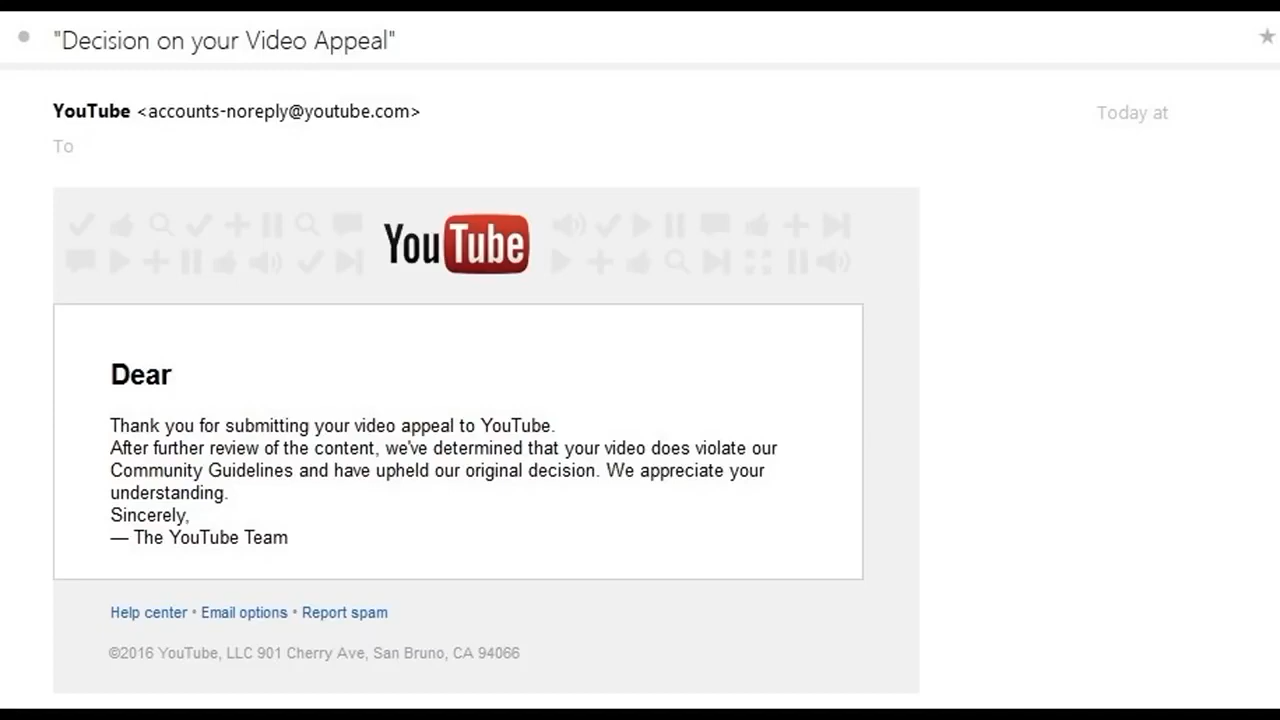 "Decision on your Video Appeal"
YouTube <accounts-noreply@youtube.com>
Today at
To
YouTube
Dear
Thank you for submitting your video appeal to YouTube.
After further review of the content, we've determined that your video does violate our
Community Guidelines and have upheld our original decision. We appreciate your
understanding.
Sincerely,
— The YouTube Team
Help center • Email options • Report spam
©2016 YouTube, LLC 901 Cherry Ave, San Bruno, CA 94066